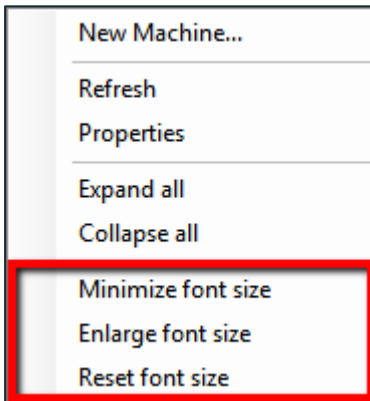 New Machine...
Refresh
Properties
Expand all
Collapse all
Minimize font size
Enlarge font size
Reset font size